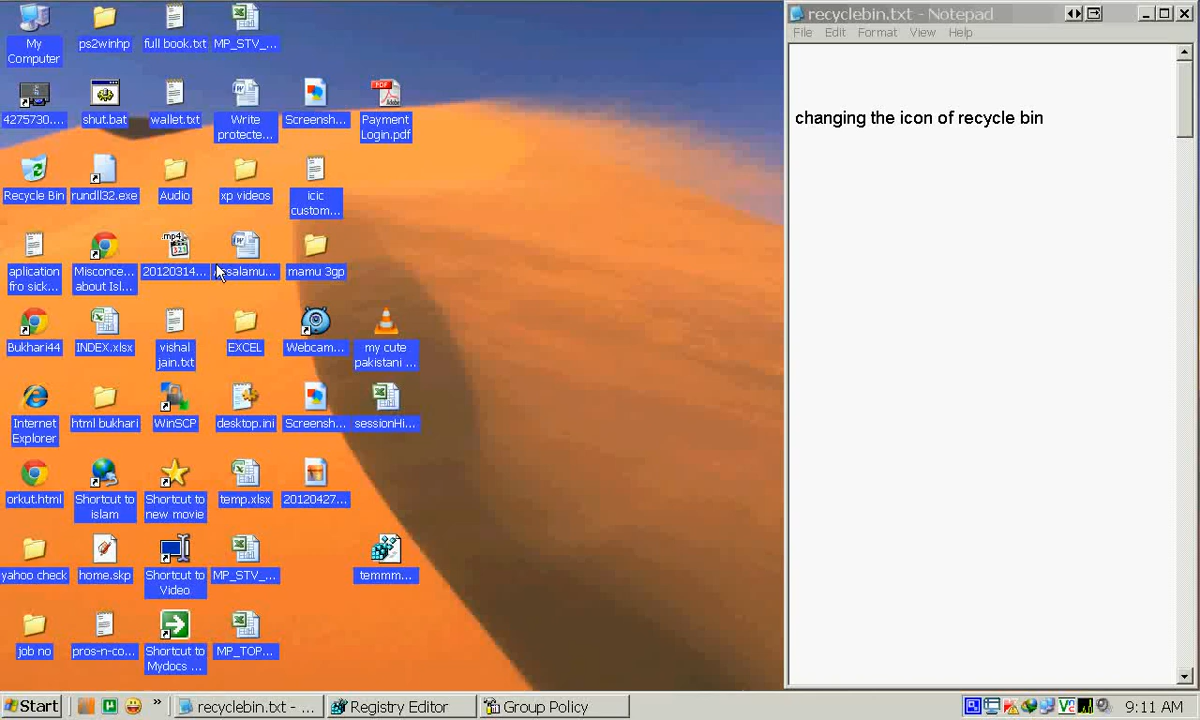 My
Computer
ps2winhp
full book.txt
MP_STV_...
4275730....
shut.bat
wallet.txt
Write
protecte...
Screensh...
Payment
Login.pdf
Recycle Bin
rundll32.exe
Audio
xp videos
icic
custom...
aplication
fro sick...
Misconce...
about Isl...
20120314...
mamu 3gp
Bukhari44
INDEX.xlsx
vishal
jain.txt
EXCEL
Webcam...
my cute
pakistani ...
Internet
Explorer
html bukhari
WinSCP
desktop.ini
Screensh...
sessionHi...
orkut.html
Shortcut to
islam
Shortcut to
new movie
temp.xlsx
20120427...
yahoo check
home.skp
Shortcut to
Video
MP_STV_...
temmm...
job no
pros-n-co...
Shortcut to
Mydocs ...
MP_TOP...
recyclebin.txt - Notepad
File Edit Format View Help
changing the icon of recycle bin
Start
recyclebin.txt - ...
Registry Editor
Group Policy
9:11 AM